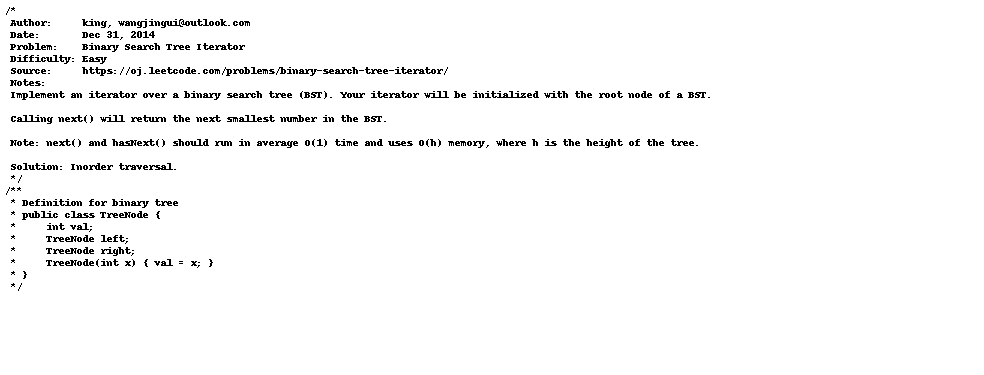 /*
 Author:     king, wangjingui@outlook.com
 Date:       Dec 31, 2014
 Problem:    Binary Search Tree Iterator
 Difficulty: Easy
 Source:     https://oj.leetcode.com/problems/binary-search-tree-iterator/
 Notes:
 Implement an iterator over a binary search tree (BST). Your iterator will be initialized with the root node of a BST.
 Calling next() will return the next smallest number in the BST.
 Note: next() and hasNext() should run in average O(1) time and uses O(h) memory, where h is the height of the tree.
 Solution: Inorder traversal.
 */
/**
 * Definition for binary tree
 * public class TreeNode {
 *     int val;
 *     TreeNode left;
 *     TreeNode right;
 *     TreeNode(int x) { val = x; }
 * }
 */